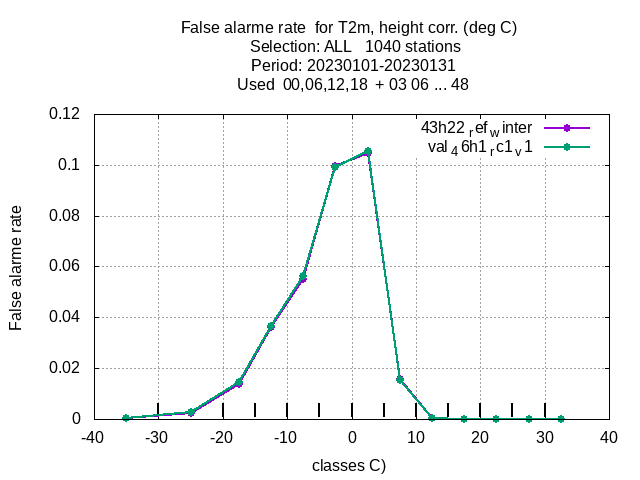 False alarme rate  for T2m, height corr. (deg C)
Selection: ALL   1040 stations
Period: 20230101-20230131
Used  00,06,12,18  + 03 06 ... 48
43h22 ref winter
val 46h1 rc1 v1
0.12
0.1
0.08
0.06
0.04
0.02
0
False alarme rate
-40 -30 -20 -10 0 10 20 30 40
classes C)